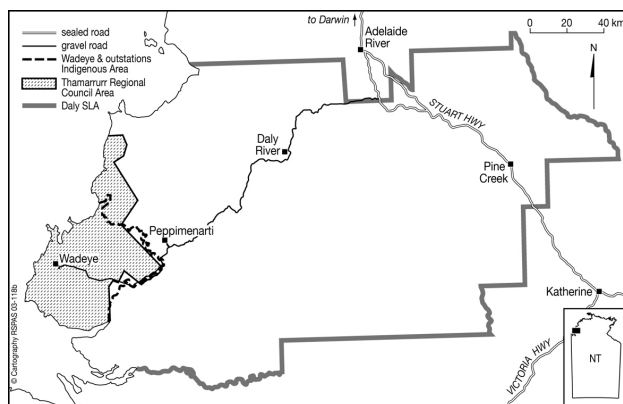 to Darwin
Adelaide
River
0 20 40 km
sealed road
gravel road
Wadeye & outstations
Indigenous Area
Thamarrurr Regional
Council Area
Daly SLA
N
STUART HWY
Daly
River
Pine
Creek
Peppimenarti
Wadeye
Katherine
VICTORIA HWY
NT
© Cartography RSPAS 03-118b